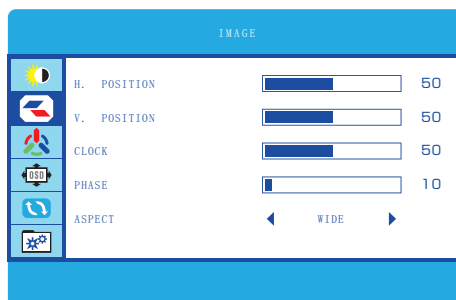 IMAGE
H. POSITION 50
V. POSITION 50
CLOCK 50
PHASE 10
OSD
ASPECT WIDE